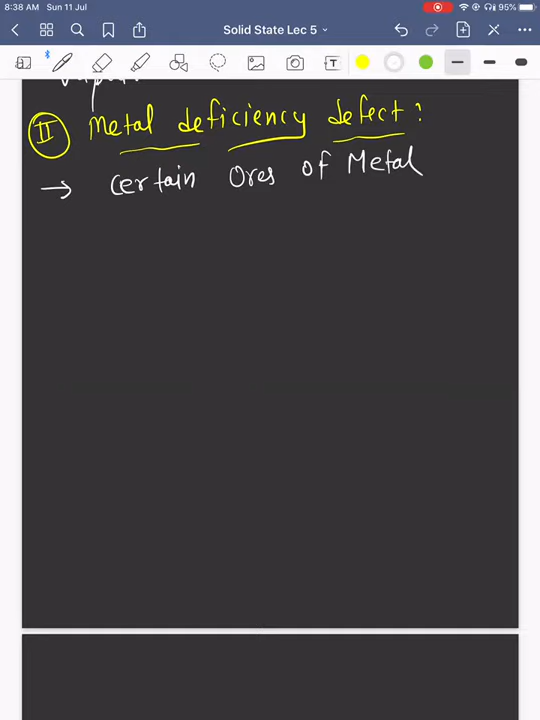 8:38 AM Sun 11 Jul 95%
Solid State Lec 5
T
II Metal deficiency defect:
→ Certain Ores of Metal